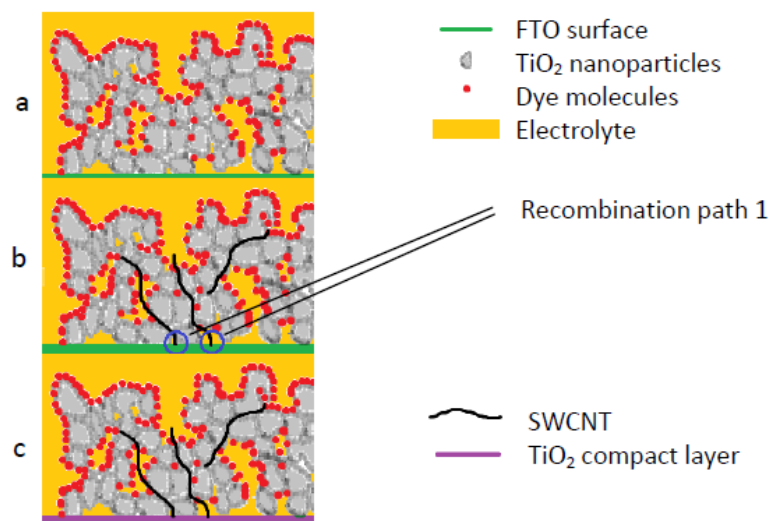 a
b
c
FTO surface
TiO₂ nanoparticles
Dye molecules
Electrolyte
Recombination path 1
SWCNT
TiO₂ compact layer